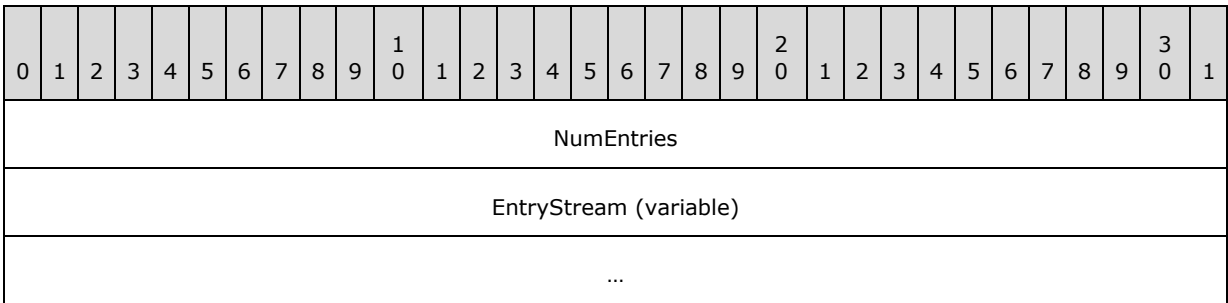 1 2 3
0 1 2 3 4 5 6 7 8 9 0 1 2 3 4 5 6 7 8 9 0 1 2 3 4 5 6 7 8 9 0 1
NumEntries
EntryStream (variable)
...